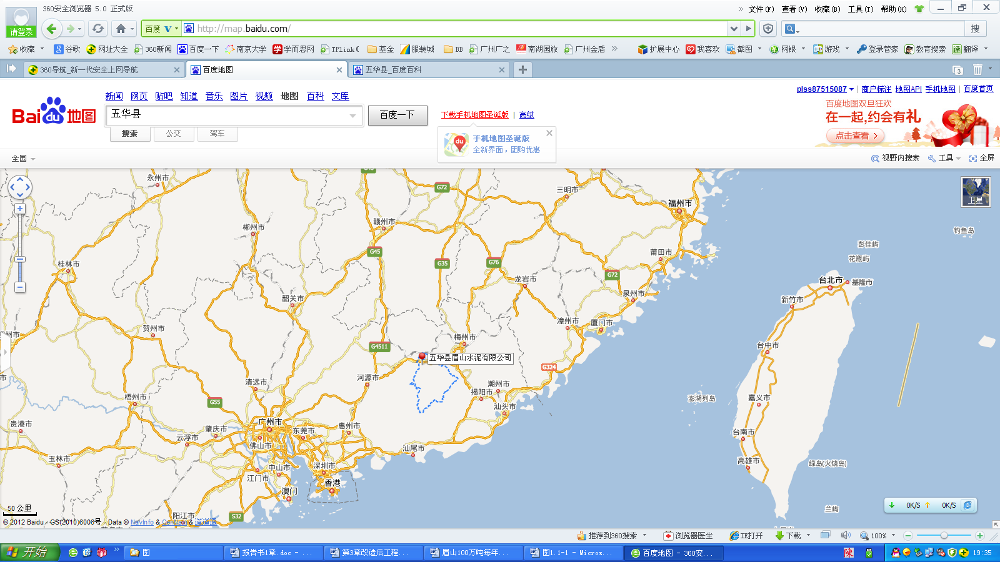 360安全浏览器 5.0 正式版
文件(F) 查看(V) 收藏(B) 工具(T) 帮助(H)
请登录
百度
http://map.baidu.com/
搜
收藏 谷歌 网址大全 360新闻 百度一下 南京大学 学而思网 TPlink( 基金 服装城 BB 广州广之 南湖国旅 广州金盾 扩展中心 我喜欢 截图 网银 游戏 登录管家 教育搜索 翻译
360导航_新一代安全上网导航
百度地图
五华县_百度百科
3
plss87515087 | 商户标注 地图API 手机地图 | 百度首页
新闻 网页 贴吧 知道 音乐 图片 视频 地图 百科 文库
Bai du 地图
五华县
百度一下
下载手机地图圣诞版 | 高级
搜索 公交 驾车
手机地图圣诞版
全新界面，团购优惠
百度地图双旦狂欢
在一起,约会有礼
点击查看
全国
视野内搜索 工具 全屏
永州市
G72
三明市
福州市
卫星
赣州市
郴州市
钓鱼岛
彭佳屿
花瓶屿
G45
莆田市
桂林市
G35
G76
G72
龙岩市
台北市
基隆市
泉州市
韶关市
新竹市
漳州市
厦门市
贺州市
梅州市
G4511
台中市
五华县眉山水泥有限公司
G324
河源市
清远市
潮州市
揭阳市
梧州市
澎湖列岛
嘉义市
G55
汕头市
广州市
贵港市
肇庆市
东莞市
惠州市
云浮市
台南市
佛山市
汕尾市
玉林市
高雄市
绿岛(火烧岛)
中山市
深圳市
江门市
香港
澳门
50 公里
兰屿
阳江市
S32
0K/S 0K/S
© 2012 Baidu - GS(2010)6006号 - Data © NavInfo & CenNavi & 道道通
推荐到360搜索 浏览器医生 IE打开 下载 100%
开始
图
报告书1章.doc - ...
第3章改造后工程...
眉山100万吨每年...
图1.1-1 - Micros...
百度地图 - 360安...
陳
19:35